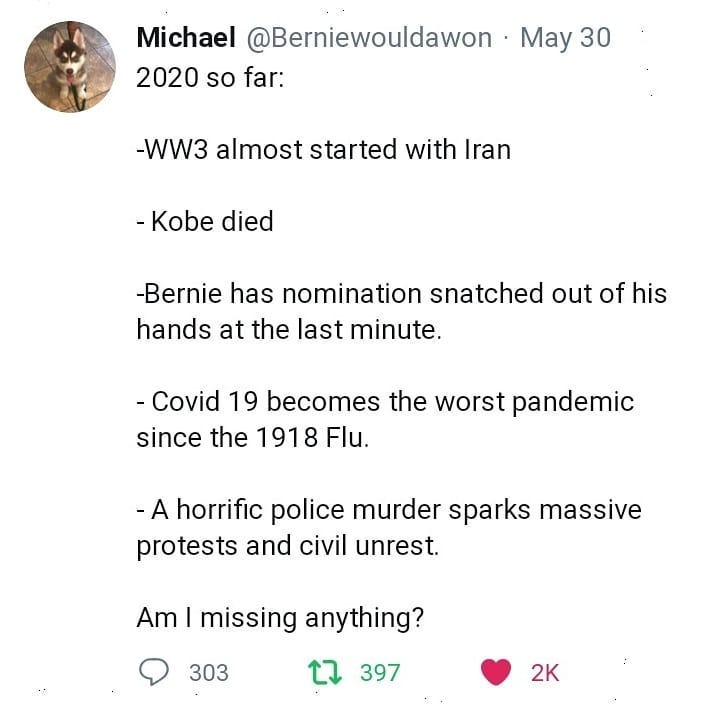 Michael @Berniewouldawon · May 30
2020 so far:
-WW3 almost started with Iran
- Kobe died
-Bernie has nomination snatched out of his
hands at the last minute.
- Covid 19 becomes the worst pandemic
since the 1918 Flu.
- A horrific police murder sparks massive
protests and civil unrest.
Am I missing anything?
303 397 2K